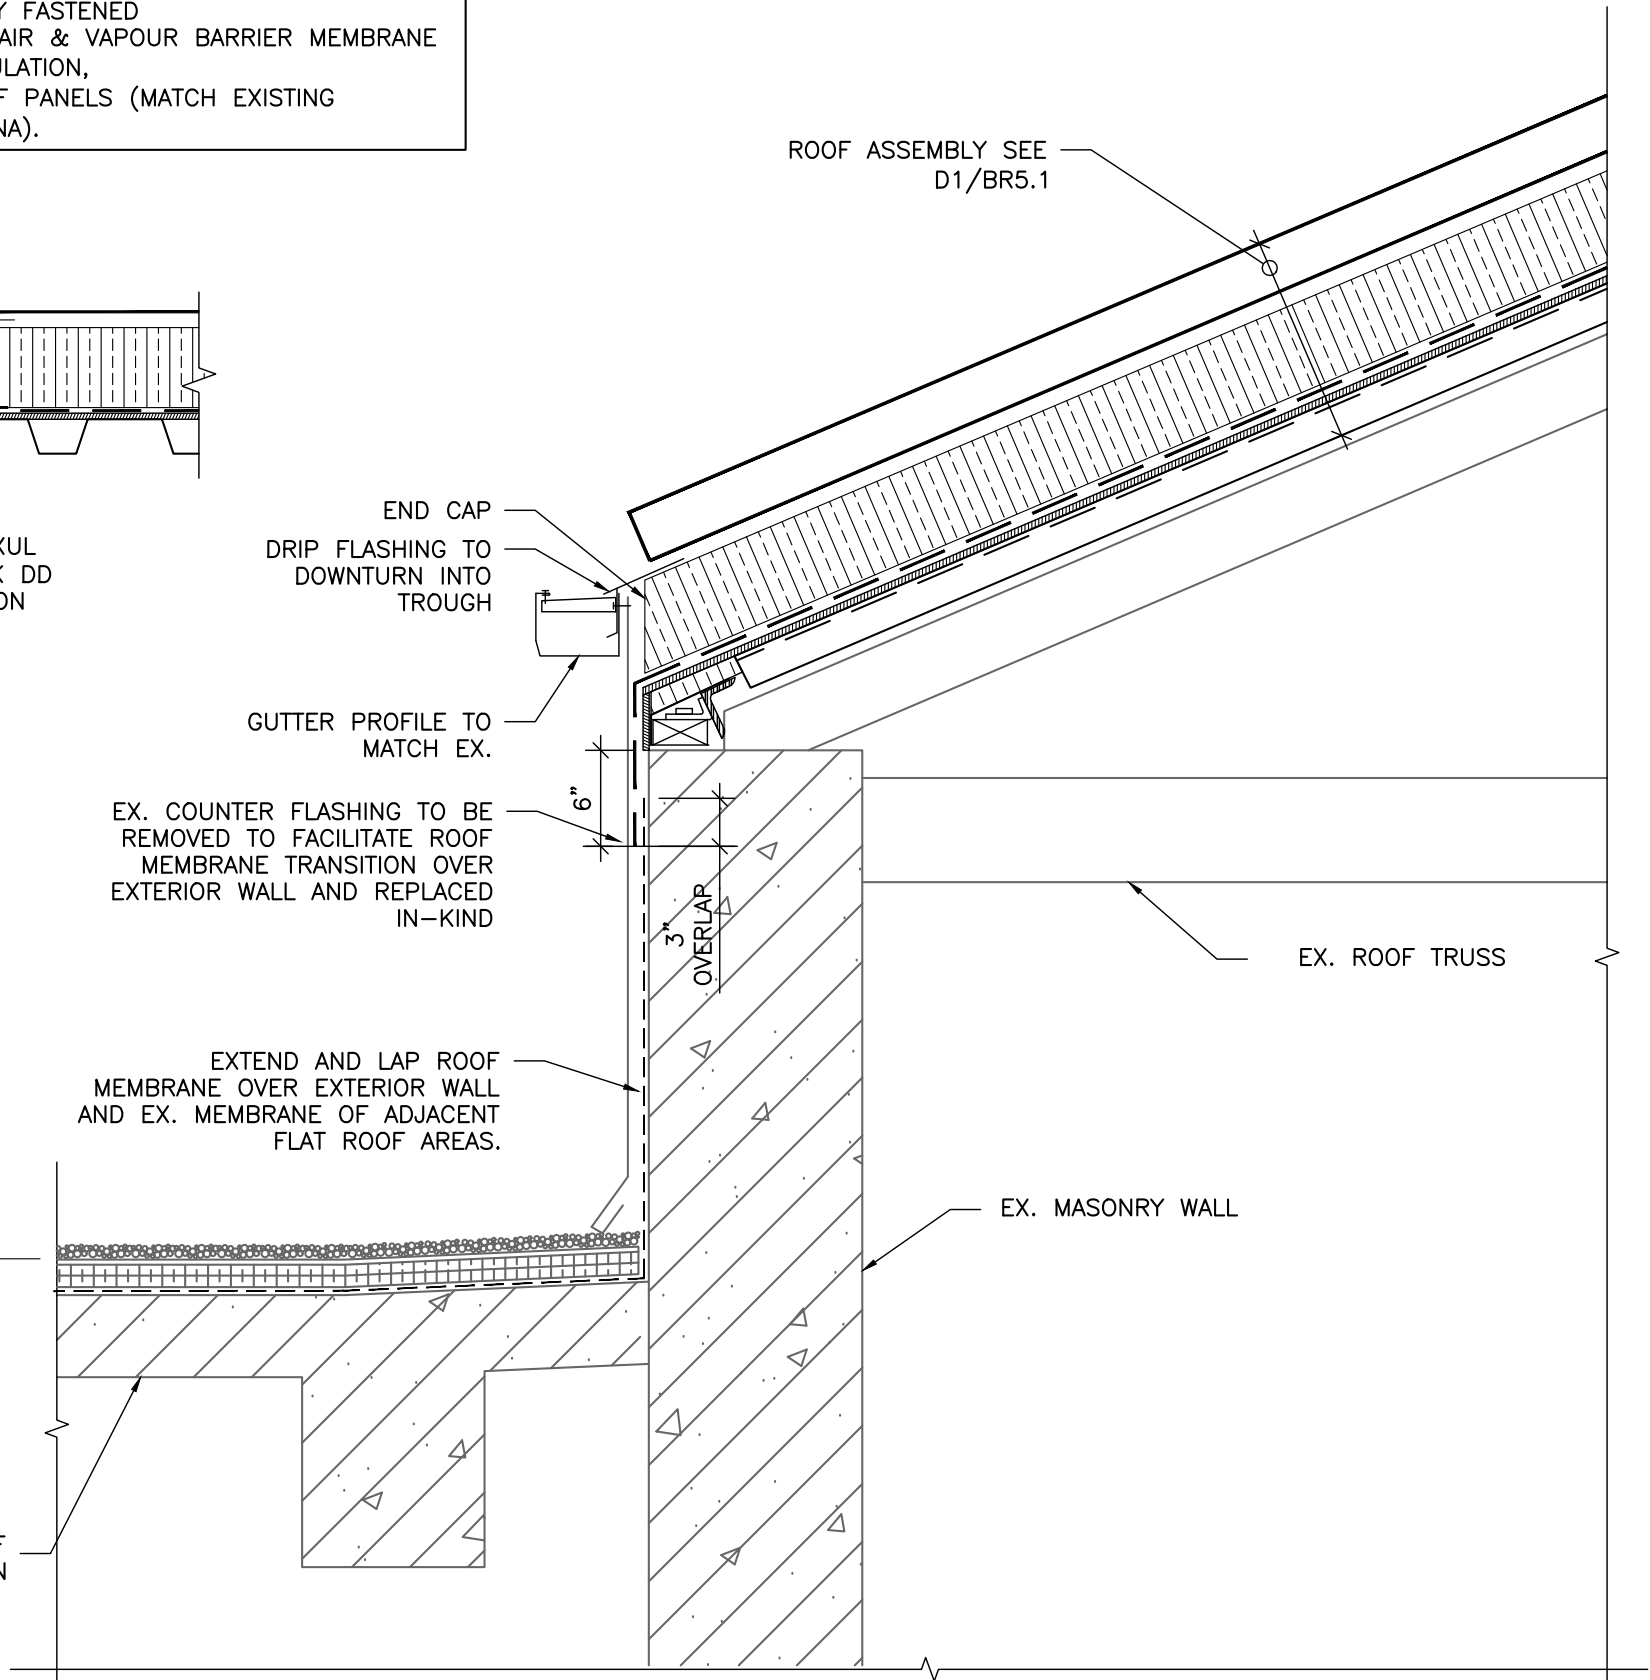 Y FASTENED
AIR & VAPOUR BARRIER MEMBRANE
ULATION,
F PANELS (MATCH EXISTING
NA).
ROOF ASSEMBLY SEE
D1/BR5.1
XUL
K DD
ON
END CAP
DRIP FLASHING TO
DOWNTURN INTO
TROUGH
GUTTER PROFILE TO
MATCH EX.
6"
EX. COUNTER FLASHING TO BE
REMOVED TO FACILITATE ROOF
MEMBRANE TRANSITION OVER
EXTERIOR WALL AND REPLACED
IN-KIND
3"
OVERLAP
EX. ROOF TRUSS
EXTEND AND LAP ROOF
MEMBRANE OVER EXTERIOR WALL
AND EX. MEMBRANE OF ADJACENT
FLAT ROOF AREAS.
EX. MASONRY WALL
F
N